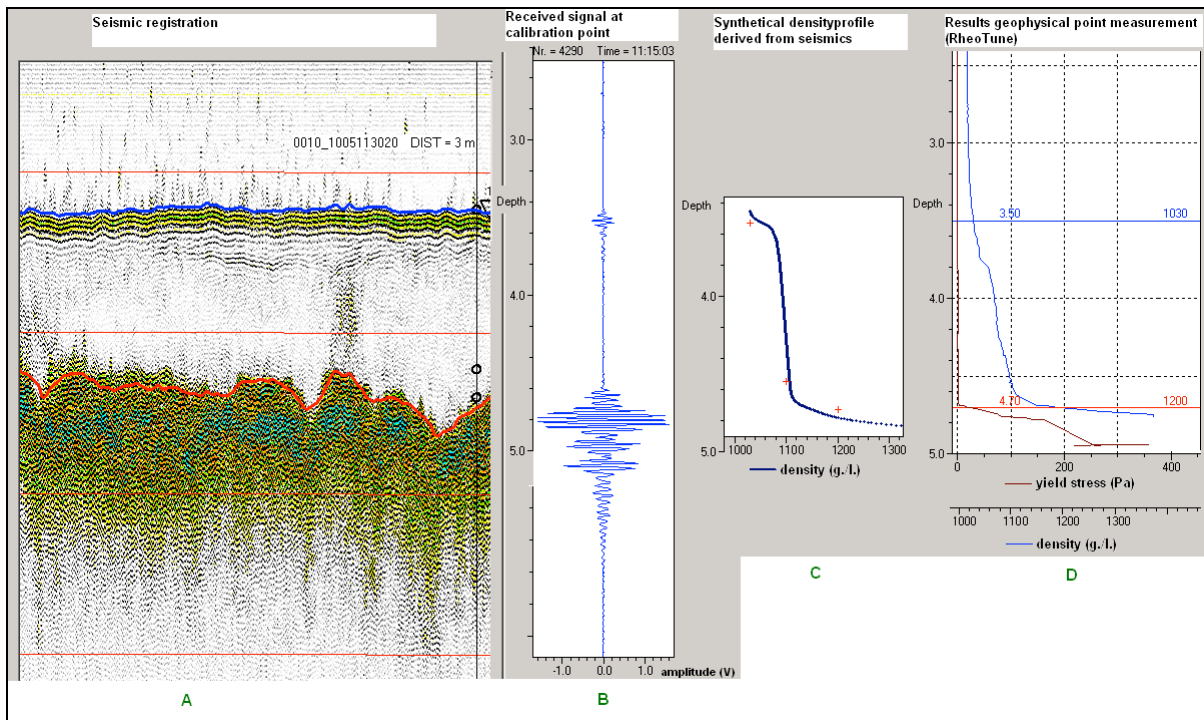 Seismic registration
0010_1005113020 DIST = 3 m
A
Received signal at
calibration point
Nr. = 4290 Time = 11:15:03
Depth
3.0
4.0
5.0
-1.0 0.0 1.0 amplitude (V)
B
Synthetical densityprofile
derived from seismics
Depth
4.0
5.0
1000 1100 1200 1300
density (g./l.)
C
Results geophysical point measurement
(RheoTune)
Depth
3.0
3.50 1030
4.0
4.70 1200
5.0
0 200 400
yield stress (Pa)
1000 1100 1200 1300
density (g./l.)
D